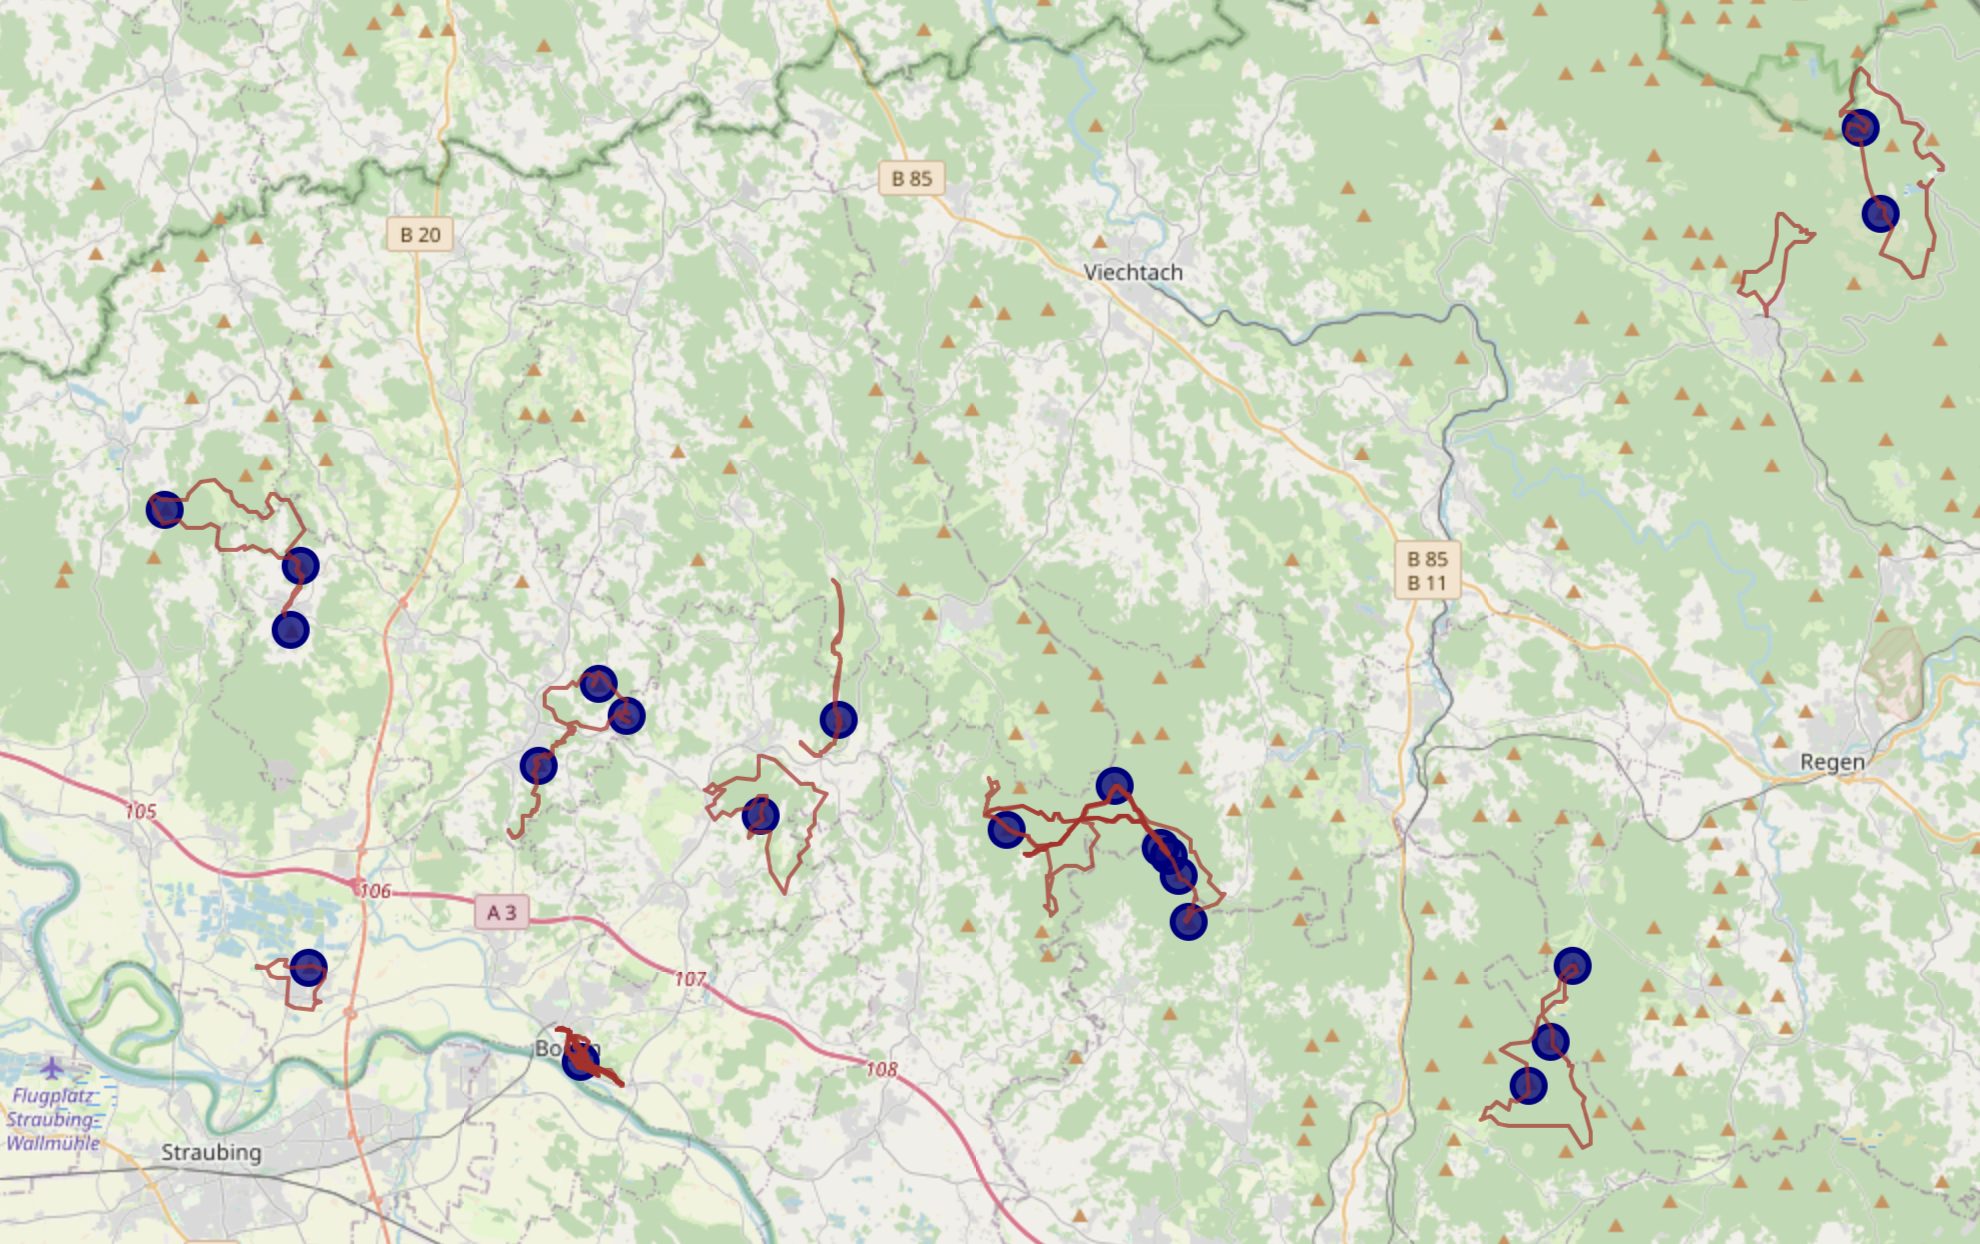 B 85
B 20
Viechtach
B 85
B 11
Regen
105
106
A 3
107
108
Flugplatz
Straubing-
Wallmühle
Straubing